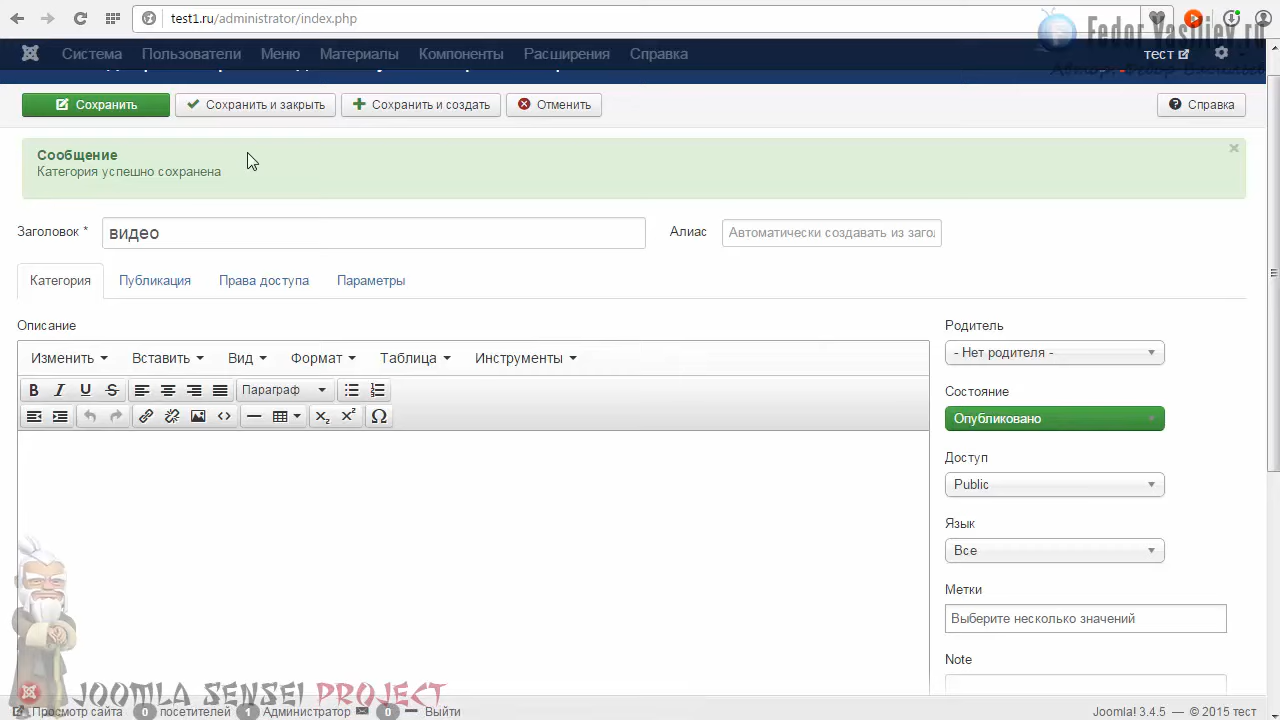 test1.ru/administrator/index.php
Fedor Vasiliev.ru
Система Пользователи Меню Материалы Компоненты Расширения Справка тест
Автор: Федор Васильев
Сохранить Сохранить и закрыть Сохранить и создать Отменить Справка
Сообщение
Категория успешно сохранена
Заголовок * видео Алиас Автоматически создавать из заго
Категория Публикация Права доступа Параметры
Описание Родитель
Изменить Вставить Вид Формат Таблица Инструменты - Нет родителя -
Параграф
Состояние
Опубликовано
Доступ
Public
Язык
Все
Метки
Выберите несколько значений
Note
JOOMLA SENSEI PROJECT
Просмотр сайта 0 посетителей 1 Администратор 0 Выйти Joomla! 3.4.5 — © 2015 тест